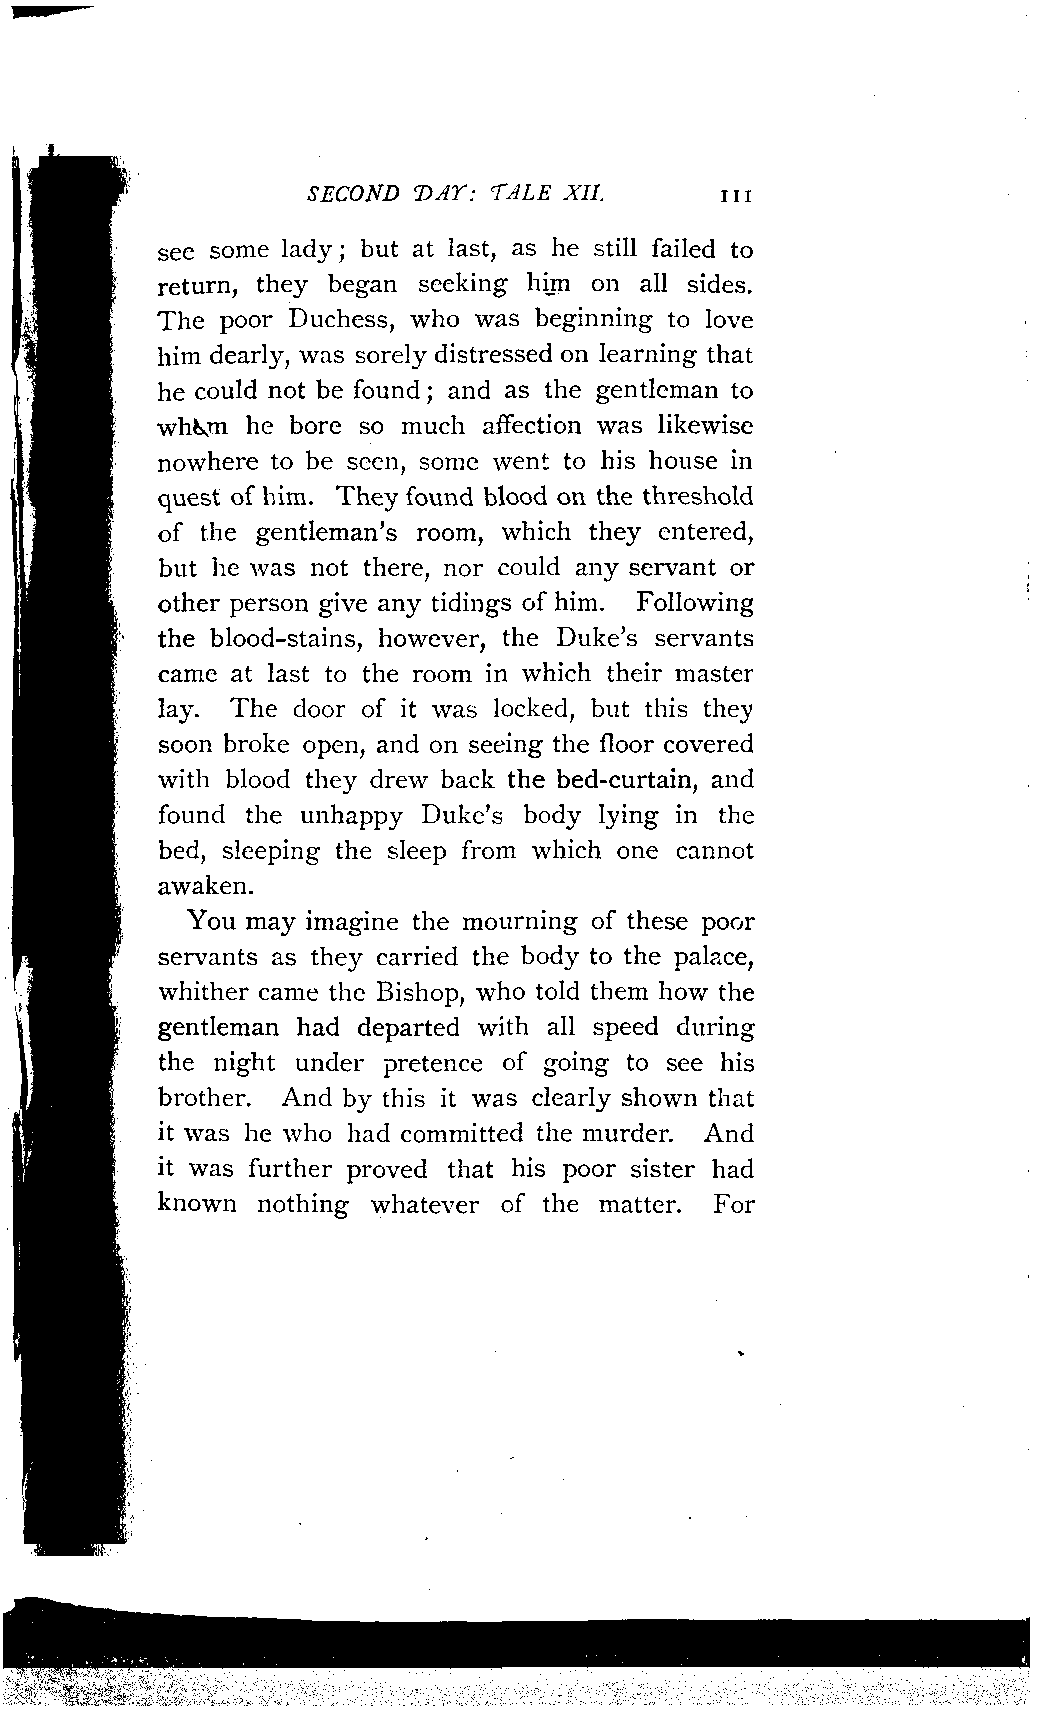 SECOND DAY: TALE XII. 111
see some lady; but at last, as he still failed to
return, they began seeking him on all sides.
The poor Duchess, who was beginning to love
him dearly, was sorely distressed on learning that
he could not be found; and as the gentleman to
whom he bore so much affection was likewise
nowhere to be seen, some went to his house in
quest of him. They found blood on the threshold
of the gentleman's room, which they entered,
but he was not there, nor could any servant or
other person give any tidings of him. Following
the blood-stains, however, the Duke's servants
came at last to the room in which their master
lay. The door of it was locked, but this they
soon broke open, and on seeing the floor covered
with blood they drew back the bed-curtain, and
found the unhappy Duke's body lying in the
bed, sleeping the sleep from which one cannot
awaken.
You may imagine the mourning of these poor
servants as they carried the body to the palace,
whither came the Bishop, who told them how the
gentleman had departed with all speed during
the night under pretence of going to see his
brother. And by this it was clearly shown that
it was he who had committed the murder. And
it was further proved that his poor sister had
known nothing whatever of the matter. For